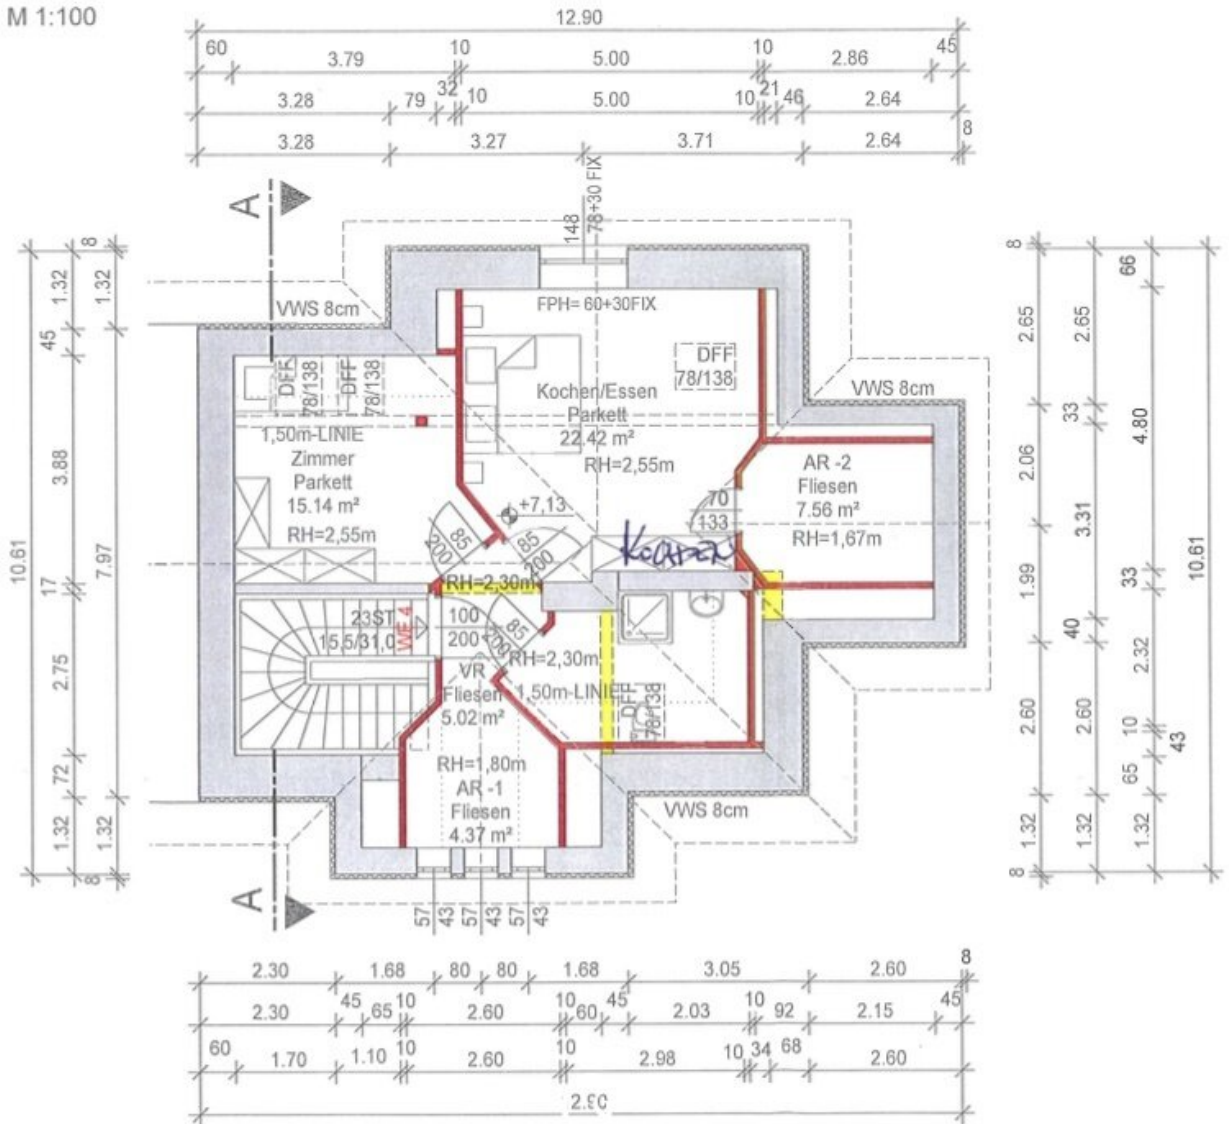 M 1:100
12.90
60 3.79 10 5.00 10 2.86 45
3.28 79 32 10 5.00 10 21 46 2.64
3.28 3.27 3.71 2.64 8
A
148
78+30 FIX
VWS 8cm
FPH= 60+30FIX
DFF
78/138
DFF
78/138
DFF
78/138
VWS 8cm
Kochen/Essen
Parkett
22.42 m²
RH=2,55m
1,50m-LINIE
Zimmer
Parkett
15.14 m²
RH=2,55m
AR -2
Fliesen
7.56 m²
RH=1,67m
+7,13
70
133
85
200
85
200
KOCHEN
RH=2,30m
23ST
15,5/31,0
WE 4
100
200
85
200
RH=2,30m
VR
Fliesen
5.02 m²
1,50m-LINIE
DFF
78/138
RH=1,80m
AR -1
Fliesen
4.37 m²
VWS 8cm
A
57
43
57
43
57
43
10.61
1.32
45
3.88
17
2.75
72
1.32
8
1.32
7.97
1.32
8
8
2.65
2.06
1.99
2.60
1.32
8
2.65
33
3.31
40
2.60
1.32
66
4.80
33
2.32
10
43
65
1.32
10.61
2.30 1.68 80 80 1.68 3.05 2.60 8
2.30 45 65 10 2.60 10 60 45 2.03 10 92 2.15 45
60 1.70 1.10 10 2.60 10 2.98 10 34 68 2.60